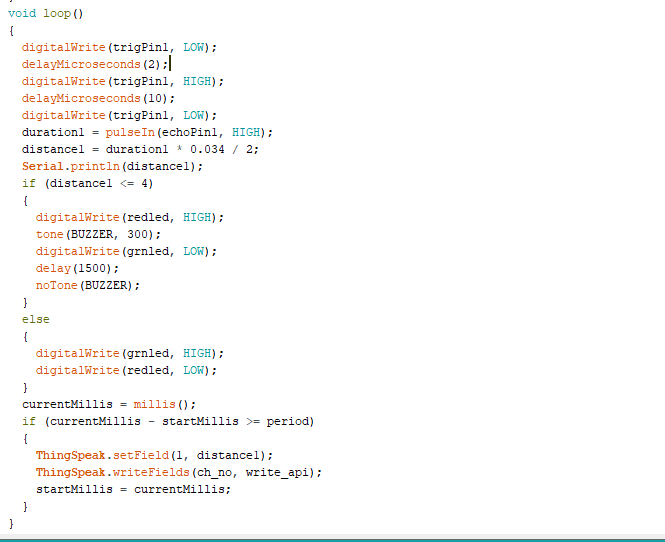 void loop()
{
  digitalWrite(trigPin1, LOW);
  delayMicroseconds(2);
  digitalWrite(trigPin1, HIGH);
  delayMicroseconds(10);
  digitalWrite(trigPin1, LOW);
  duration1 = pulseIn(echoPin1, HIGH);
  distance1 = duration1 * 0.034 / 2;
  Serial.println(distance1);
  if (distance1 <= 4)
  {
    digitalWrite(redled, HIGH);
    tone(BUZZER, 300);
    digitalWrite(grnled, LOW);
    delay(1500);
    noTone(BUZZER);
  }
  else
  {
    digitalWrite(grnled, HIGH);
    digitalWrite(redled, LOW);
  }
  currentMillis = millis();
  if (currentMillis - startMillis >= period)
  {
    ThingSpeak.setField(1, distance1);
    ThingSpeak.writeFields(ch_no, write_api);
    startMillis = currentMillis;
  }
}